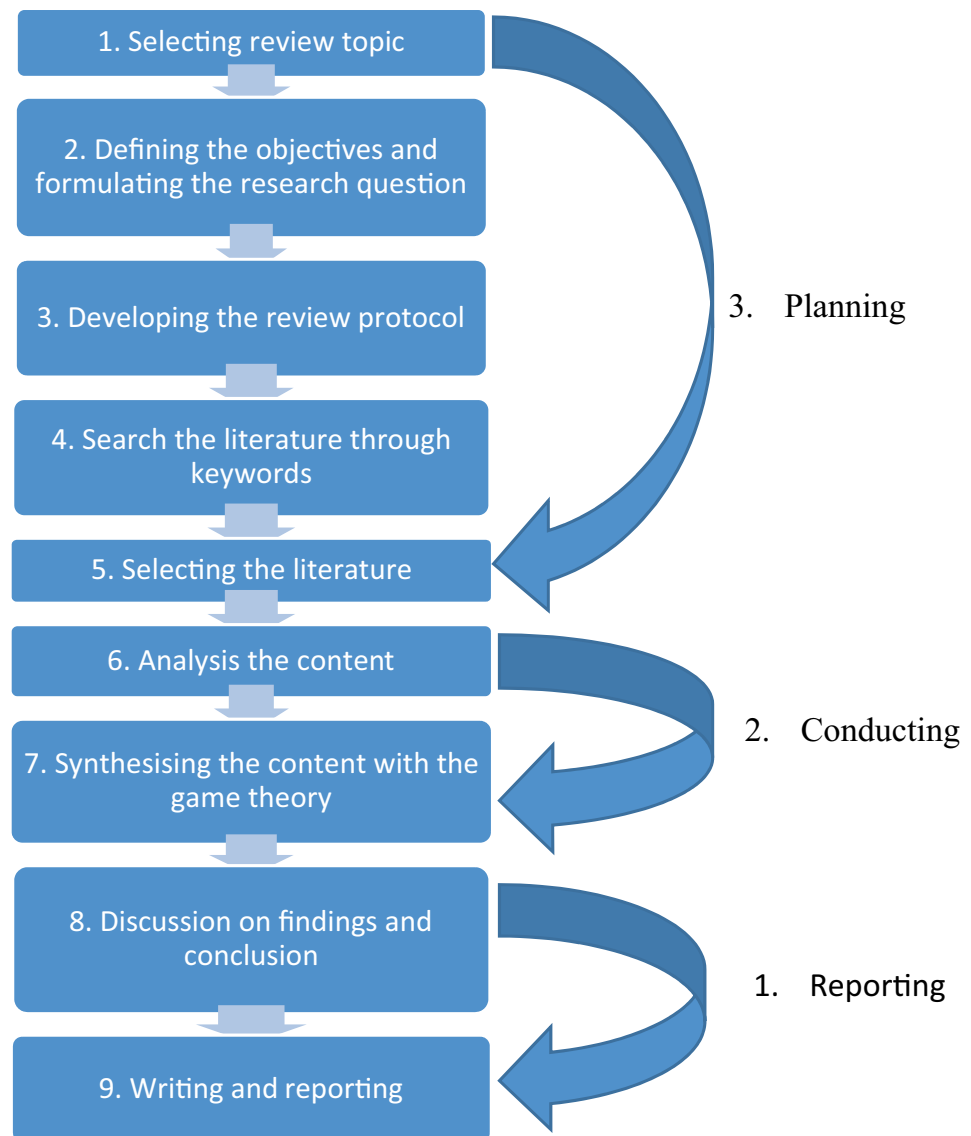 1. Selecting review topic
2. Defining the objectives and
formulating the research question
3. Developing the review protocol
3. Planning
4. Search the literature through
keywords
5. Selecting the literature
6. Analysis the content
2. Conducting
7. Synthesising the content with the
game theory
8. Discussion on findings and
conclusion
1. Reporting
9. Writing and reporting